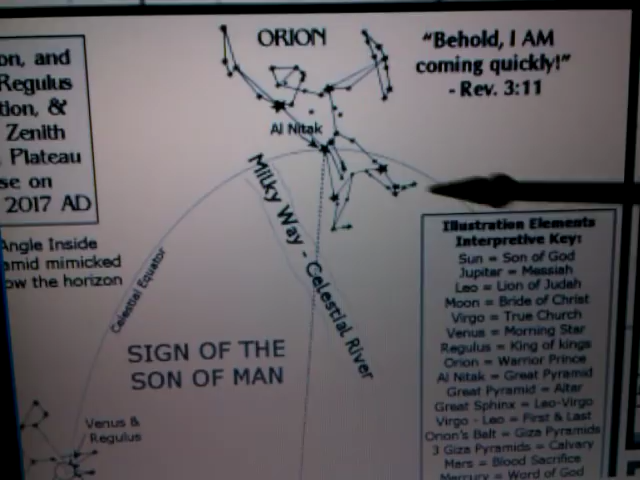 on, and
Regulus
tion, &
Zenith
Plateau
se on
2017 AD
Angle Inside
amid mimicked
ow the horizon
ORION
"Behold, I AM
coming quickly!"
- Rev. 3:11
Al Nitak
Milky Way - Celestial River
Celestial Equator
SIGN OF THE
SON OF MAN
Venus &
Regulus
Illustration Elements
Interpretive Key:
Sun = Son of God
Jupiter = Messiah
Leo = Lion of Judah
Moon = Bride of Christ
Virgo = True Church
Venus = Morning Star
Regulus = King of kings
Orion = Warrior Prince
Al Nitak = Great Pyramid
Great Pyramid = Altar
Great Sphinx = Leo-Virgo
Virgo - Leo = First & Last
Orion's Belt = Giza Pyramids
3 Giza Pyramids = Calvary
Mars = Blood Sacrifice
Mercury = Word of God